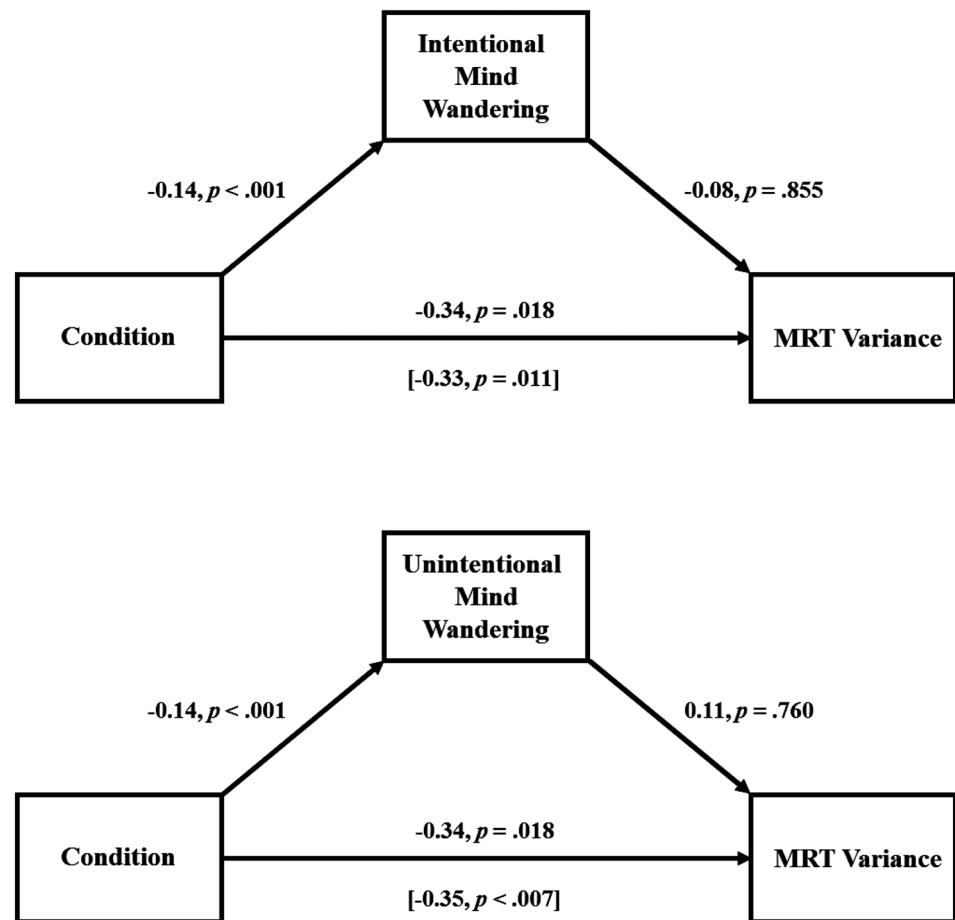 Intentional
Mind
Wandering
-0.14, p < .001
-0.08, p = .855
Condition
-0.34, p = .018
MRT Variance
[-0.33, p = .011]
Unintentional
Mind
Wandering
-0.14, p < .001
0.11, p = .760
Condition
-0.34, p = .018
MRT Variance
[-0.35, p < .007]